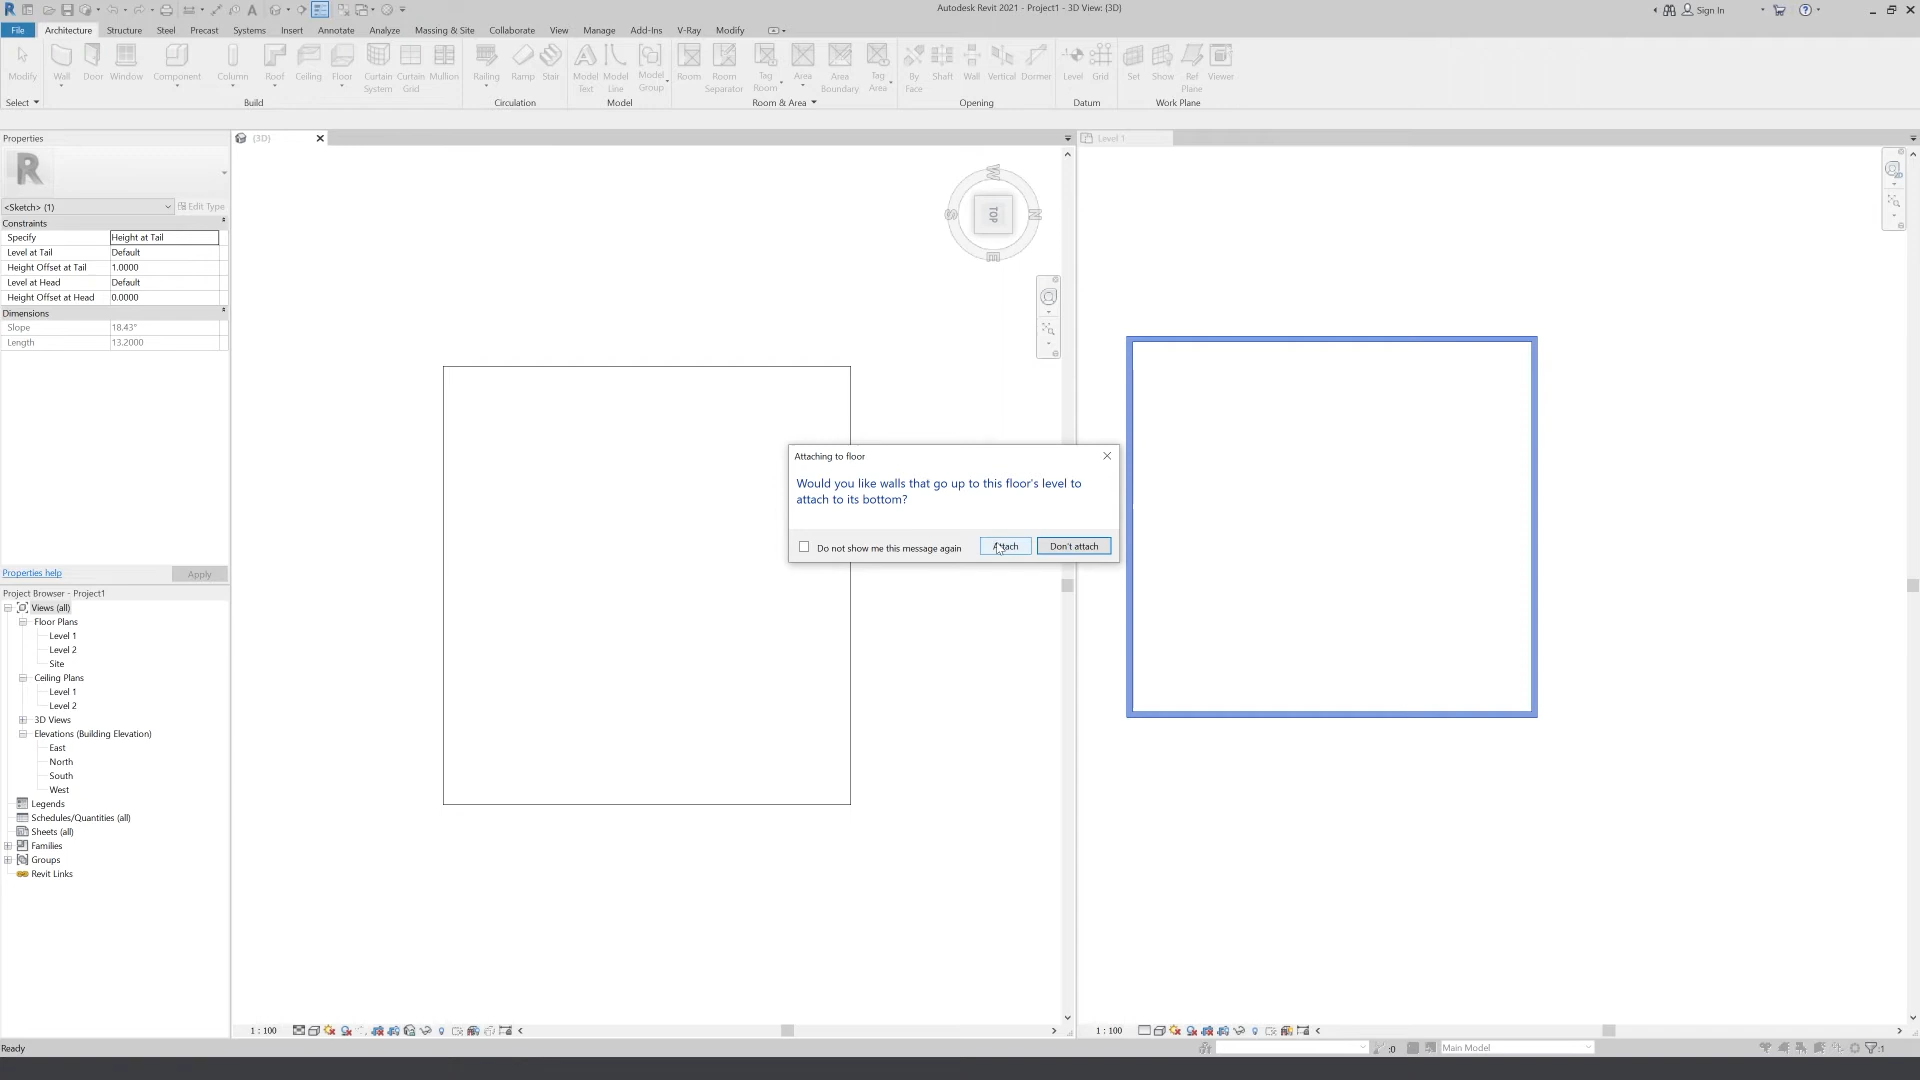 Autodesk Revit 2021 - Project1 - 3D View: {3D}
Sign In
File Architecture Structure Steel Precast Systems Insert Annotate Analyze Massing & Site Collaborate View Manage Add-Ins V-Ray Modify
Modify Wall Door Window Component Column Roof Ceiling Floor Curtain System Curtain Grid Mullion Railing Ramp Stair Model Text Model Line Model Group Room Room Separator Tag Room Area Area Boundary Tag Area By Face Shaft Wall Vertical Dormer Level Grid Set Show Ref Plane Viewer
Select Build Circulation Model Room & Area Opening Datum Work Plane
Properties
{3D}
Level 1
R
<Sketch> (1)
Edit Type
Constraints
Specify Height at Tail
Level at Tail Default
Height Offset at Tail 1.0000
Level at Head Default
Height Offset at Head 0.0000
Dimensions
Slope 18.43°
Length 13.2000
W
S
TOP
N
E
2D
Attaching to floor
Would you like walls that go up to this floor's level to
attach to its bottom?
Do not show me this message again
Attach
Don't attach
Properties help
Apply
Project Browser - Project1
Views (all)
Floor Plans
Level 1
Level 2
Site
Ceiling Plans
Level 1
Level 2
3D Views
Elevations (Building Elevation)
East
North
South
West
Legends
Schedules/Quantities (all)
Sheets (all)
Families
Groups
Revit Links
1 : 100
1 : 100
Ready
:0
Main Model
:1